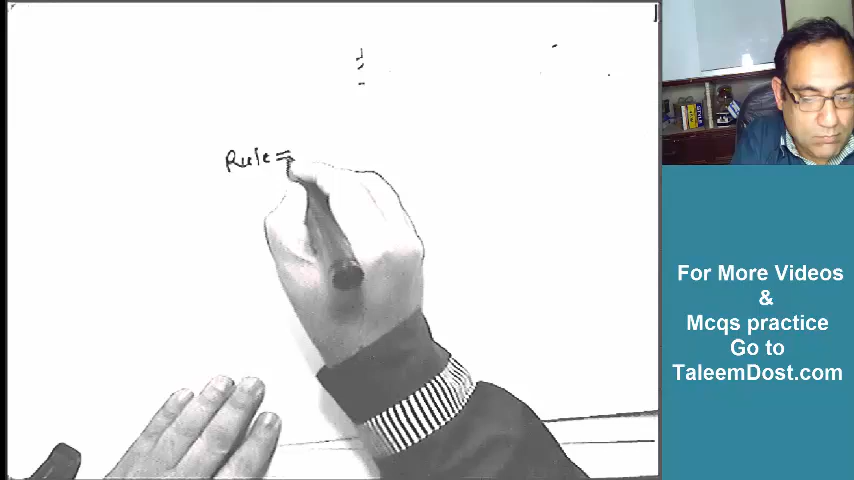 Rule =
For More Videos
&
Mcqs practice
Go to
TaleemDost.com